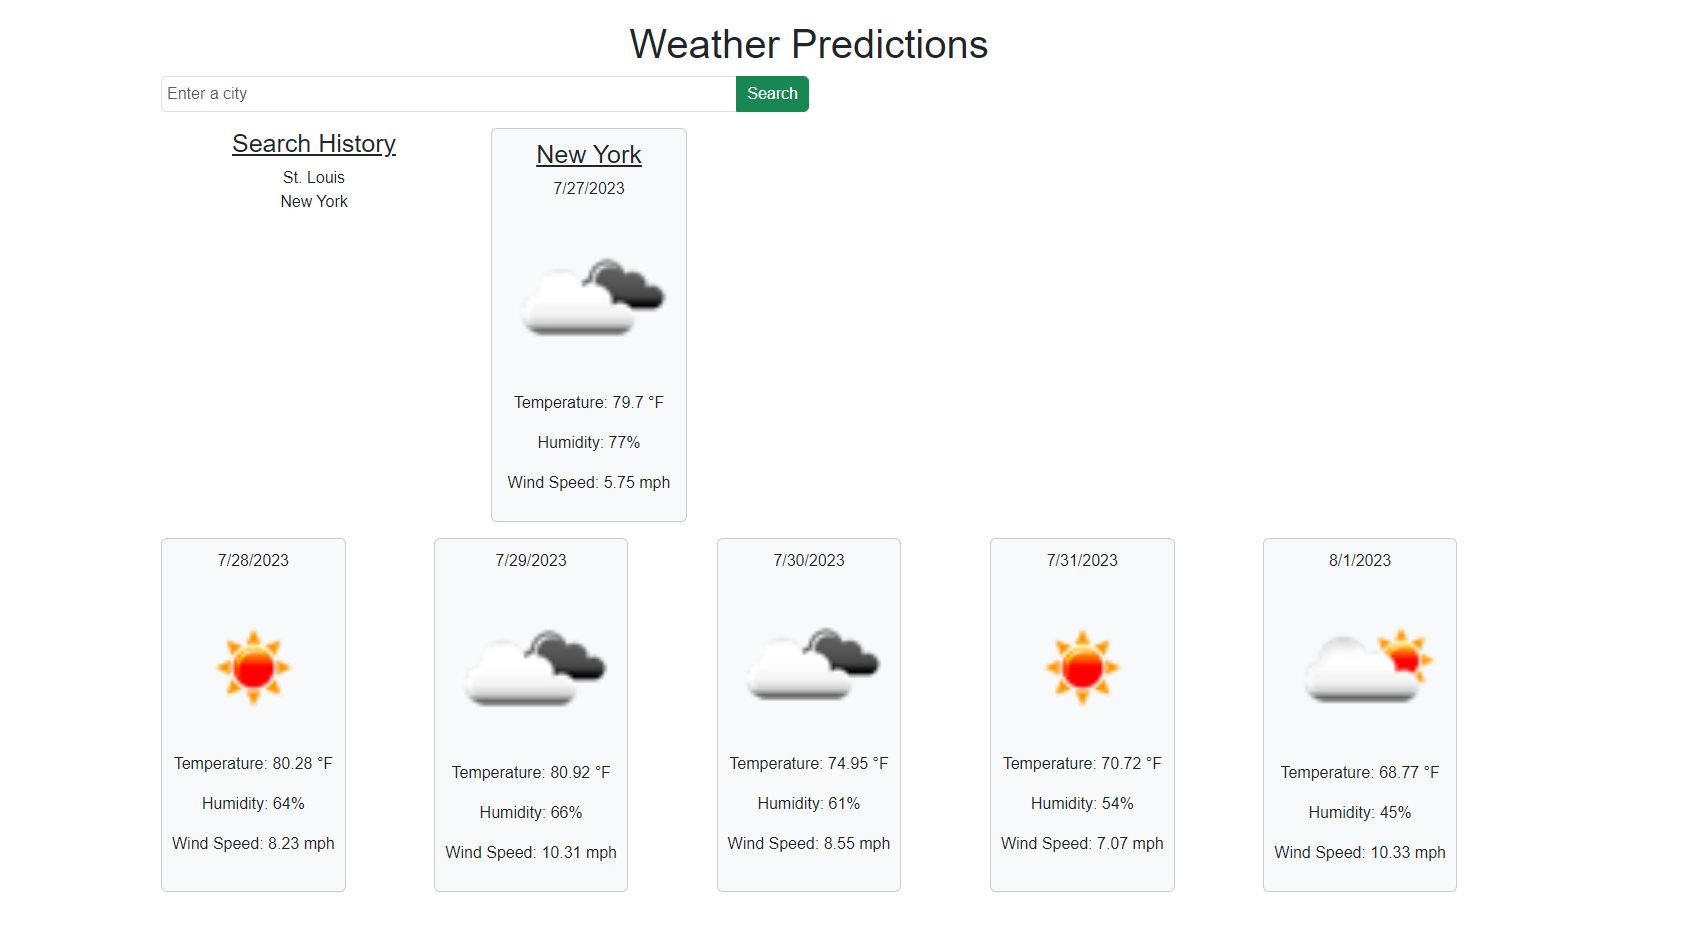 Weather Predictions
Enter a city
Search
Search History
St. Louis
New York
New York
7/27/2023
Temperature: 79.7 °F
Humidity: 77%
Wind Speed: 5.75 mph
7/28/2023
Temperature: 80.28 °F
Humidity: 64%
Wind Speed: 8.23 mph
7/29/2023
Temperature: 80.92 °F
Humidity: 66%
Wind Speed: 10.31 mph
7/30/2023
Temperature: 74.95 °F
Humidity: 61%
Wind Speed: 8.55 mph
7/31/2023
Temperature: 70.72 °F
Humidity: 54%
Wind Speed: 7.07 mph
8/1/2023
Temperature: 68.77 °F
Humidity: 45%
Wind Speed: 10.33 mph